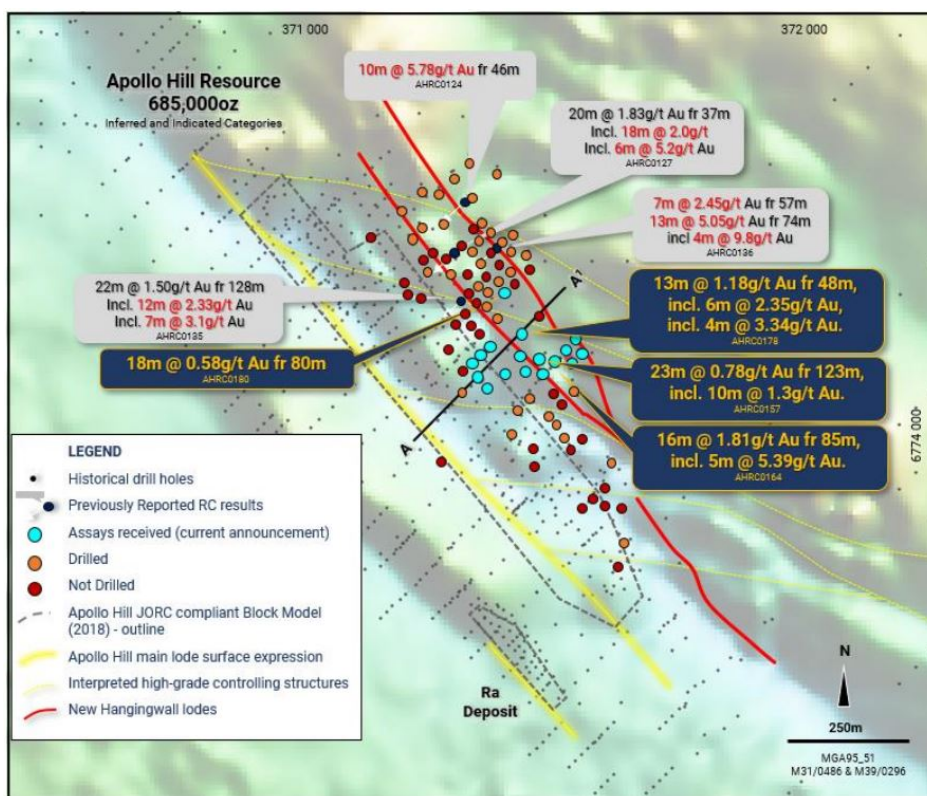 371 000
372 000
Apollo Hill Resource
685,000oz
Inferred and Indicated Categories
10m @ 5.78g/t Au fr 46m
AHRC0124
20m @ 1.83g/t Au fr 37m
Incl. 18m @ 2.0g/t
Incl. 6m @ 5.2g/t Au
AHRC0127
7m @ 2.45g/t Au fr 57m
13m @ 5.05g/t Au fr 74m
incl 4m @ 9.8g/t Au
AHRC0136
22m @ 1.50g/t Au fr 128m
Incl. 12m @ 2.33g/t Au
Incl. 7m @ 3.1g/t Au
AHRC0135
13m @ 1.18g/t Au fr 48m,
incl. 6m @ 2.35g/t Au,
incl. 4m @ 3.34g/t Au.
AHRC0178
18m @ 0.58g/t Au fr 80m
AHRC0180
23m @ 0.78g/t Au fr 123m,
incl. 10m @ 1.3g/t Au.
AHRC0157
16m @ 1.81g/t Au fr 85m,
incl. 5m @ 5.39g/t Au.
AHRC0164
A
A'
6774 000
LEGEND
Historical drill holes
Previously Reported RC results
Assays received (current announcement)
Drilled
Not Drilled
Apollo Hill JORC compliant Block Model
(2018) - outline
Apollo Hill main lode surface expression
Interpreted high-grade controlling structures
New Hangingwall lodes
Ra
Deposit
N
250m
MGA95_51
M31/0486 & M39/0296